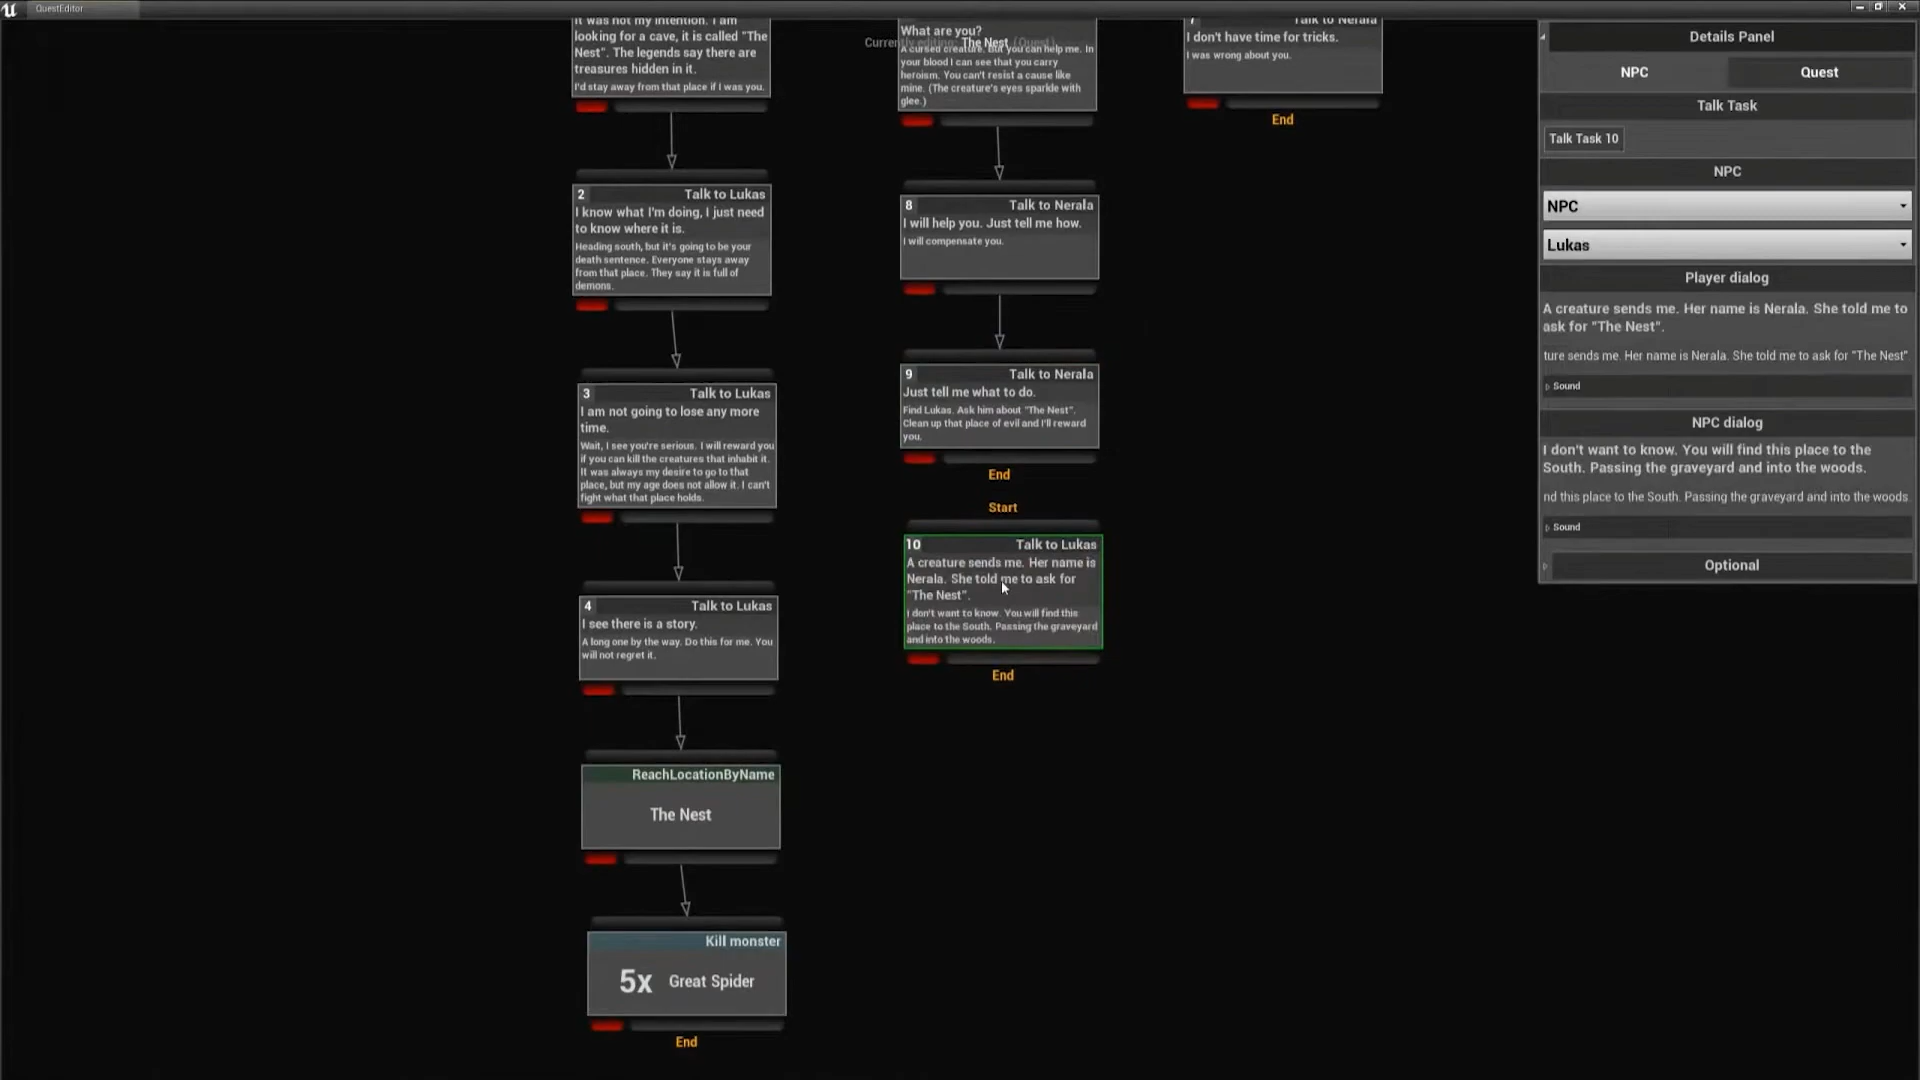 QuestEditor
Currently editing: The Nest (Quest)
It was not my intention. I am
looking for a cave, it is called "The
Nest". The legends say there are
treasures hidden in it.
I'd stay away from that place if I was you.
2 Talk to Lukas
I know what I'm doing, I just need
to know where it is.
Heading south, but it's going to be your
death sentence. Everyone stays away
from that place. They say it is full of
demons.
3 Talk to Lukas
I am not going to lose any more
time.
Wait, I see you're serious. I will reward you
if you can kill the creatures that inhabit it.
It was always my desire to go to that
place, but my age does not allow it. I can't
fight what that place holds.
4 Talk to Lukas
I see there is a story.
A long one by the way. Do this for me. You
will not regret it.
ReachLocationByName
The Nest
Kill monster
5x Great Spider
End
What are you?
A cursed creature. But you can help me. In
your blood I can see that you carry
heroism. You can't resist a cause like
mine. (The creature's eyes sparkle with
glee.)
8 Talk to Nerala
I will help you. Just tell me how.
I will compensate you.
9 Talk to Nerala
Just tell me what to do.
Find Lukas. Ask him about "The Nest".
Clean up that place of evil and I'll reward
you.
End
Start
10 Talk to Lukas
A creature sends me. Her name is
Nerala. She told me to ask for
"The Nest".
I don't want to know. You will find this
place to the South. Passing the graveyard
and into the woods.
End
7 Talk to Nerala
I don't have time for tricks.
I was wrong about you.
End
Details Panel
NPC Quest
Talk Task
Talk Task 10
NPC
NPC
Lukas
Player dialog
A creature sends me. Her name is Nerala. She told me to
ask for "The Nest".
ture sends me. Her name is Nerala. She told me to ask for "The Nest"
Sound
NPC dialog
I don't want to know. You will find this place to the
South. Passing the graveyard and into the woods.
nd this place to the South. Passing the graveyard and into the woods
Sound
Optional